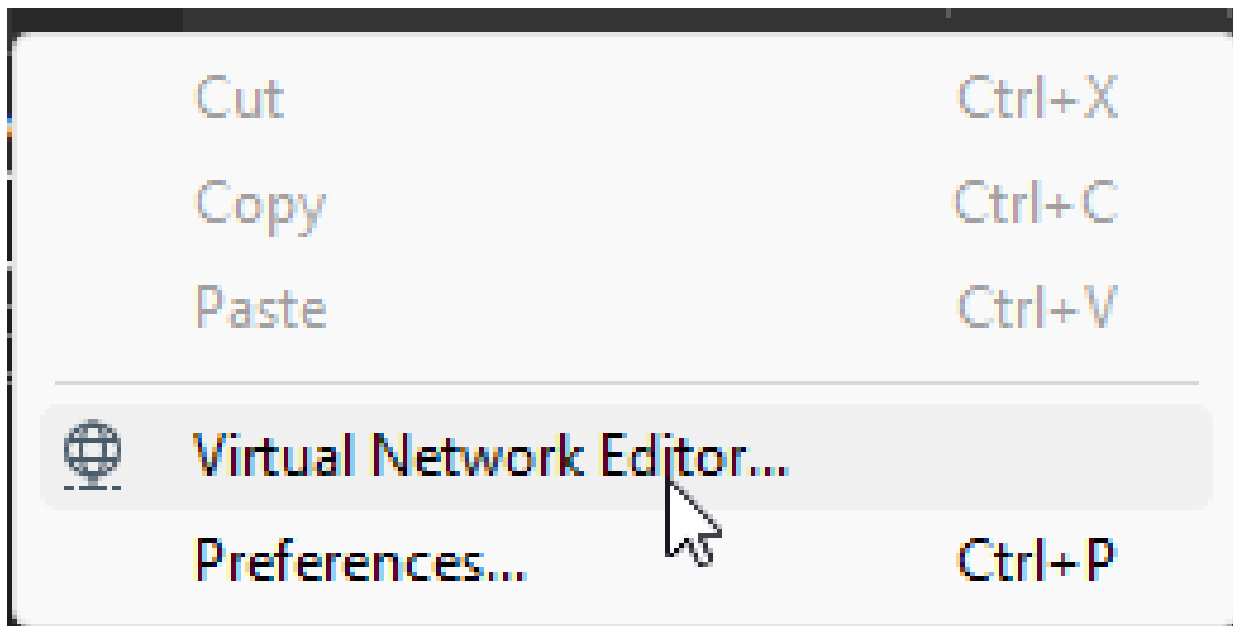 Cut Ctrl+X
Copy Ctrl+C
Paste Ctrl+V
Virtual Network Editor...
Preferences... Ctrl+P